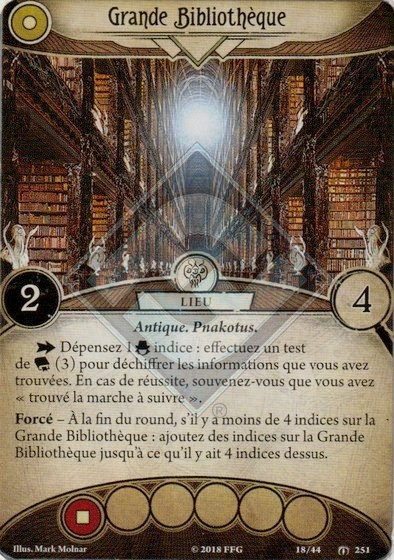 Grande Bibliothèque
2
LIEU
4
Antique. Pnakotus.
Dépensez 1 indice : effectuez un test
de (3) pour déchiffrer les informations que vous avez
trouvées. En cas de réussite, souvenez-vous que vous avez
« trouvé la marche à suivre ».
Forcé – À la fin du round, s'il y a moins de 4 indices sur la
Grande Bibliothèque : ajoutez des indices sur la Grande
Bibliothèque jusqu'à ce qu'il y ait 4 indices dessus.
Illus. Mark Molnar © 2018 FFG 18/44 251